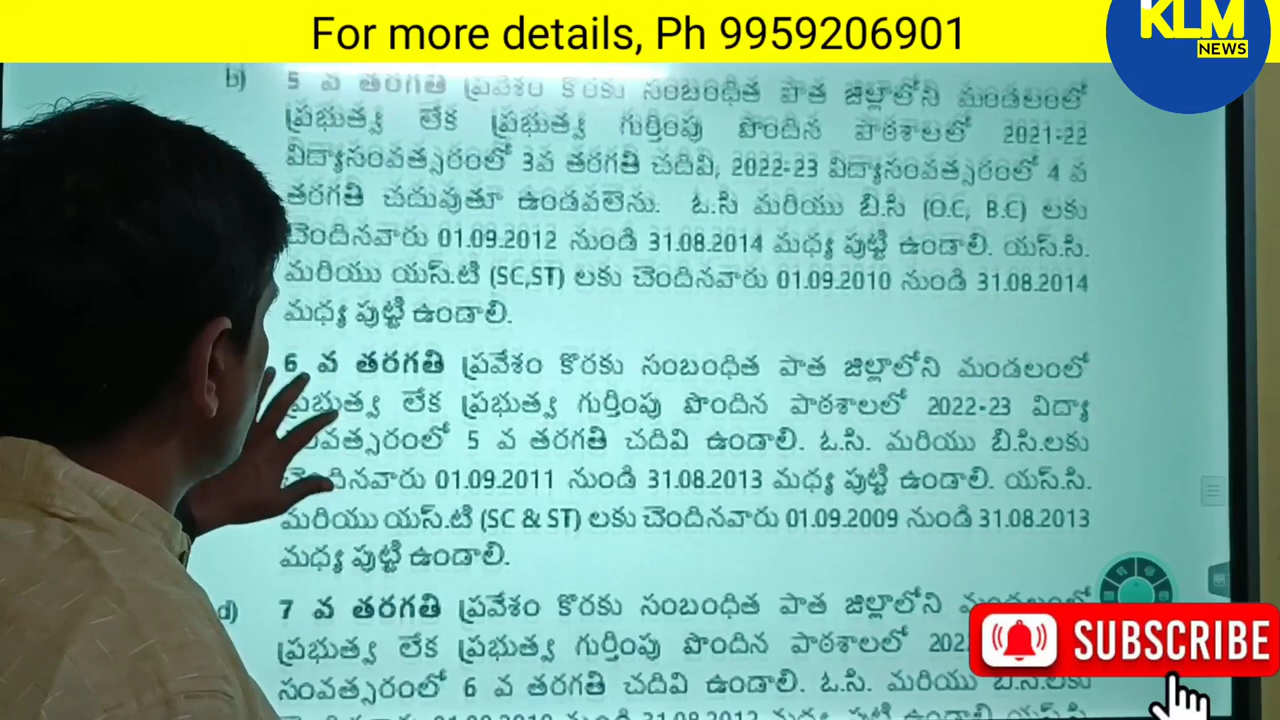 For more details, Ph 9959206901
KLM
NEWS
b) 5 వ తరగతి ప్రవేశం కొరకు సంబంధిత పాత జిల్లాలోని మండలంలో
ప్రభుత్వ లేక ప్రభుత్వ గుర్తింపు పొందిన పాఠశాలలో 2021-22
విద్యాసంవత్సరంలో 3వ తరగతి చదివి, 2022-23 విద్యాసంవత్సరంలో 4 వ
తరగతి చదువుతూ ఉండవలెను. ఓ.సి మరియు బి.సి (O.C, B.C) లకు
చెందినవారు 01.09.2012 నుండి 31.08.2014 మధ్య పుట్టి ఉండాలి. యస్.సి.
మరియు యస్.టి (SC,ST) లకు చెందినవారు 01.09.2010 నుండి 31.08.2014
మధ్య పుట్టి ఉండాలి.
6 వ తరగతి ప్రవేశం కొరకు సంబంధిత పాత జిల్లాలోని మండలంలో
ప్రభుత్వ లేక ప్రభుత్వ గుర్తింపు పొందిన పాఠశాలలో 2022-23 విద్యా
సంవత్సరంలో 5 వ తరగతి చదివి ఉండాలి. ఓ.సి. మరియు బి.సి.లకు
చెందినవారు 01.09.2011 నుండి 31.08.2013 మధ్య పుట్టి ఉండాలి. యస్.సి.
మరియు యస్.టి (SC & ST) లకు చెందినవారు 01.09.2009 నుండి 31.08.2013
మధ్య పుట్టి ఉండాలి.
d) 7 వ తరగతి ప్రవేశం కొరకు సంబంధిత పాత జిల్లాలోని మండలంలో
ప్రభుత్వ లేక ప్రభుత్వ గుర్తింపు పొందిన పాఠశాలలో
SUBSCRIBE
సంవత్సరంలో 6 వ తరగతి చదివి ఉండాలి. ఓ.సి. మరియు బి.సి.లకు